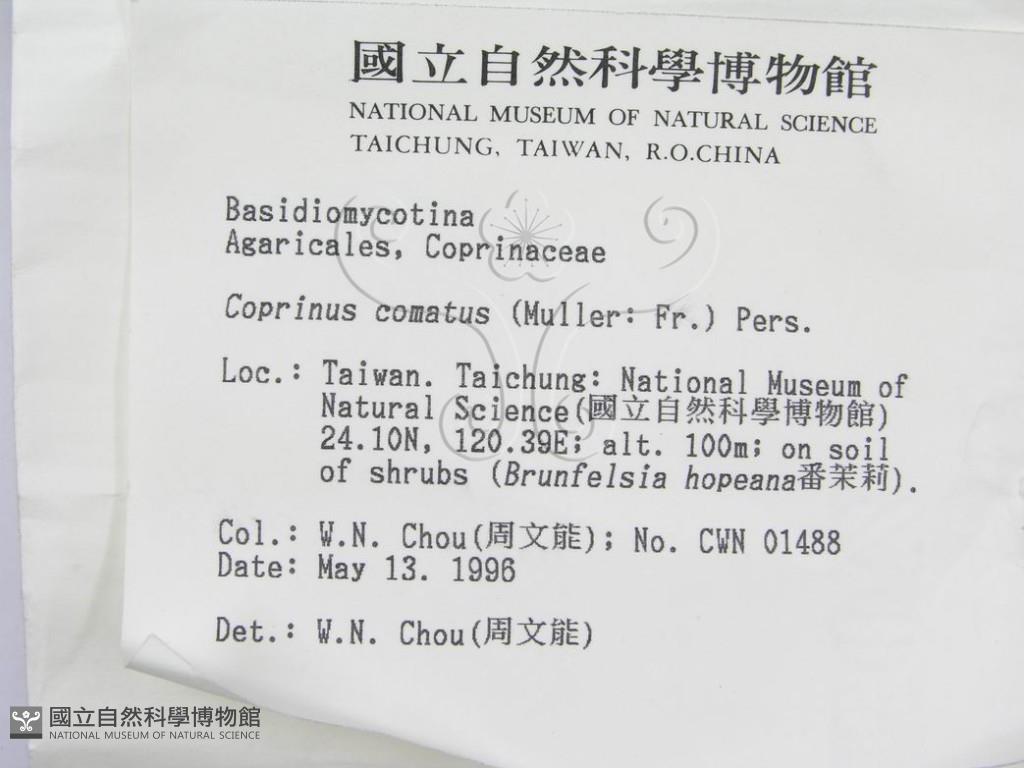 國立自然科學博物館
NATIONAL MUSEUM OF NATURAL SCIENCE
TAICHUNG, TAIWAN, R.O.CHINA
Basidiomycotina
Agaricales, Coprinaceae
Coprinus comatus (Muller: Fr.) Pers.
Loc.: Taiwan. Taichung: National Museum of
Natural Science(國立自然科學博物館)
24.10N, 120.39E; alt. 100m; on soil
of shrubs (Brunfelsia hopeana番茉莉).
Col.: W.N. Chou(周文能); No. CWN 01488
Date: May 13. 1996
Det.: W.N. Chou(周文能)
國立自然科學博物館
NATIONAL MUSEUM OF NATURAL SCIENCE